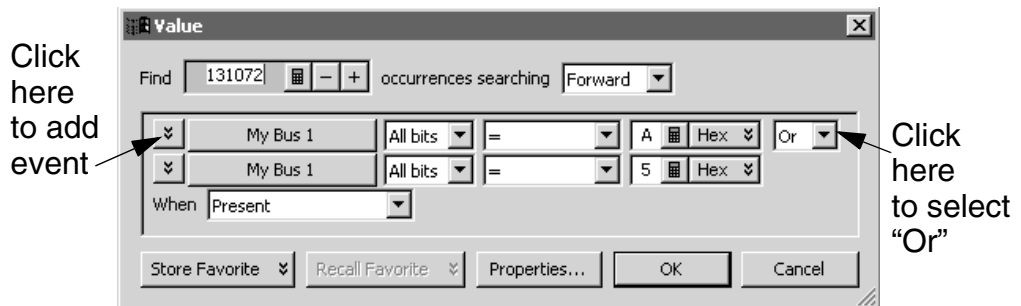 Value
Click
here
to add
event
Find 131072 - + occurrences searching Forward
My Bus 1 All bits = A Hex Or
My Bus 1 All bits = 5 Hex
When Present
Click
here
to select
“Or”
Store Favorite Recall Favorite Properties... OK Cancel